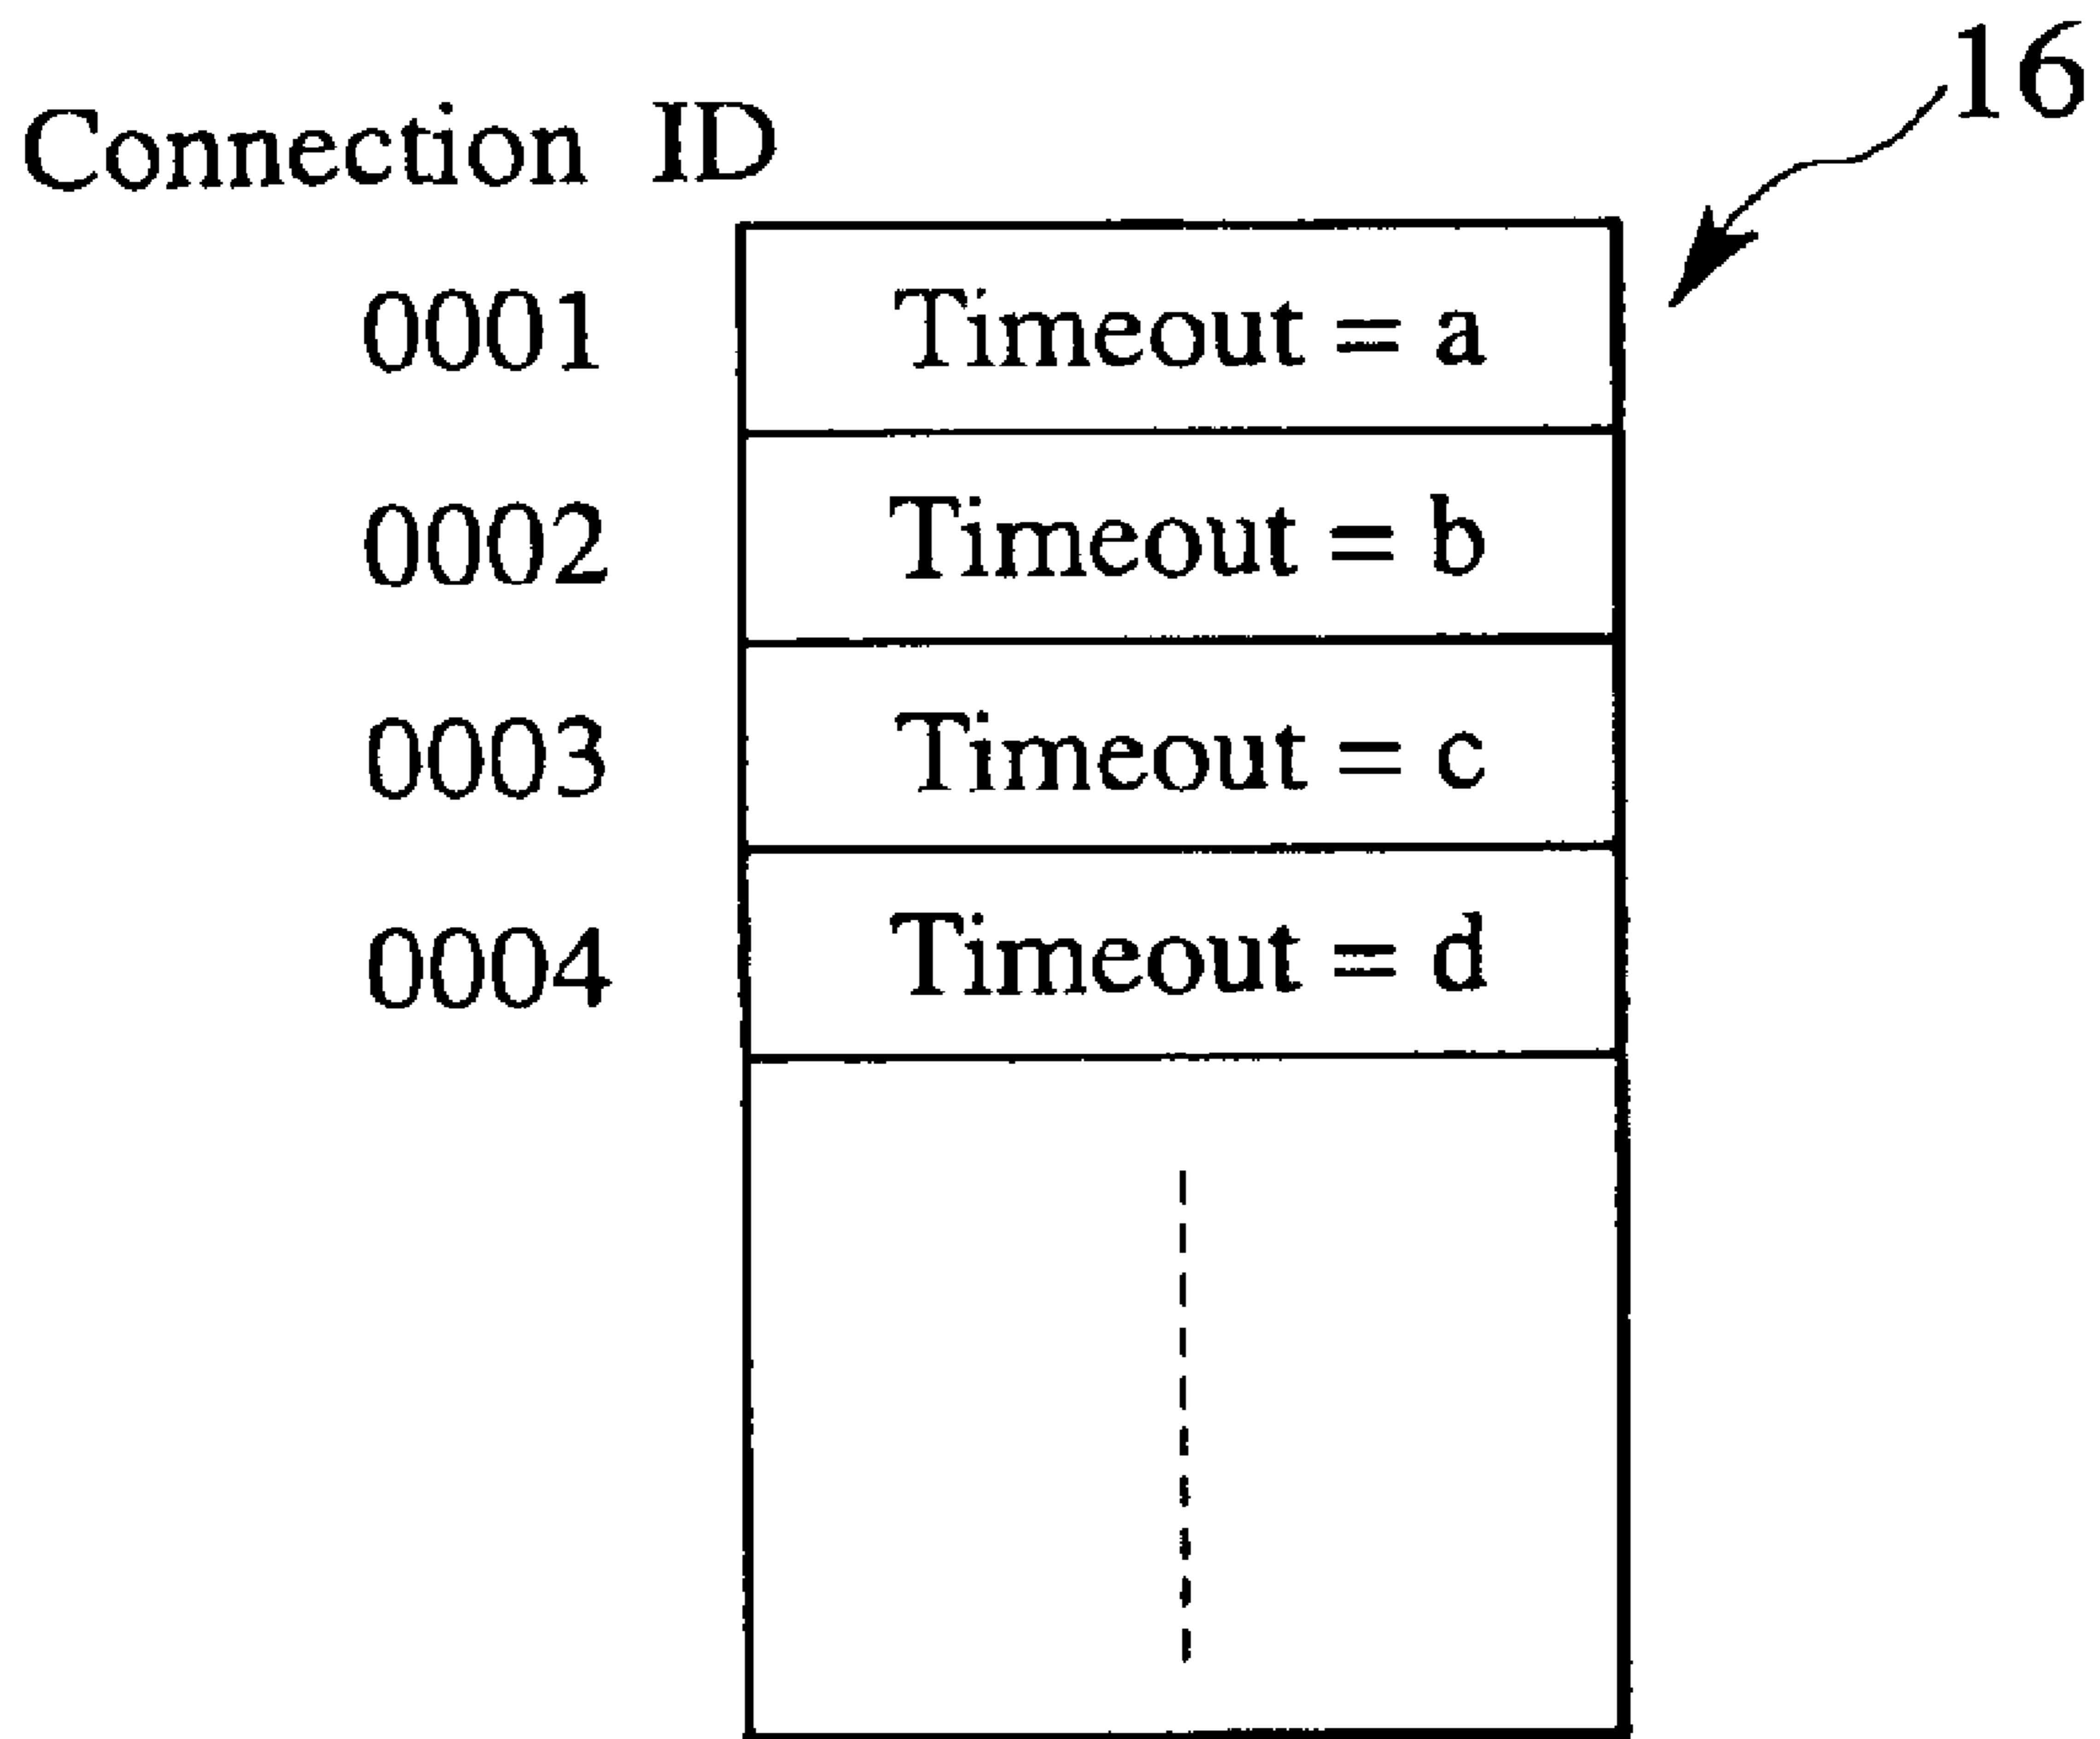 16
Connection ID
0001 Timeout = a
0002 Timeout = b
0003 Timeout = c
0004 Timeout = d